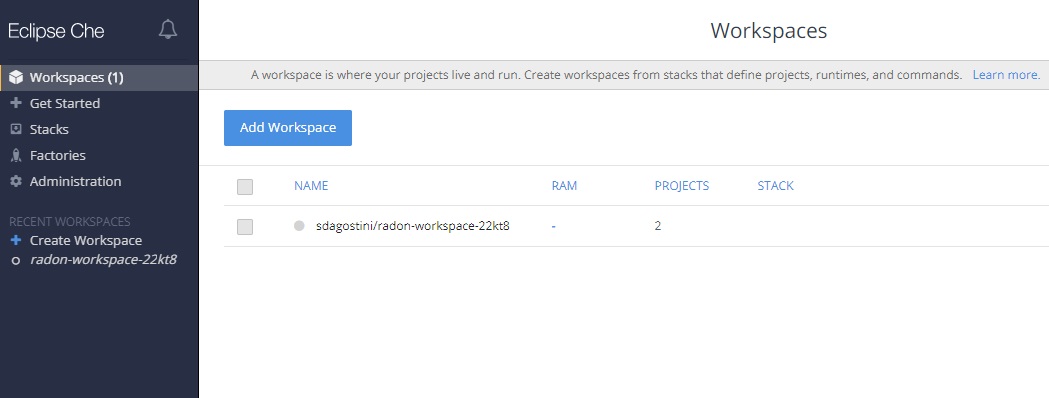 Eclipse Che
Workspaces (1)
Get Started
Stacks
Factories
Administration
RECENT WORKSPACES
Create Workspace
radon-workspace-22kt8
Workspaces
A workspace is where your projects live and run. Create workspaces from stacks that define projects, runtimes, and commands. Learn more.
Add Workspace
NAME RAM PROJECTS STACK
sdagostini/radon-workspace-22kt8 - 2